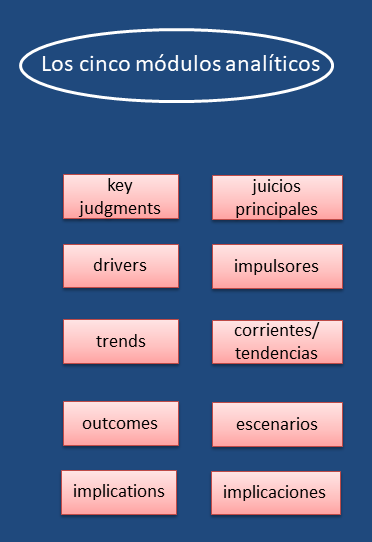 Los cinco módulos analíticos
key
judgments
juicios
principales
drivers
impulsores
trends
corrientes/
tendencias
outcomes
escenarios
implications
implicaciones